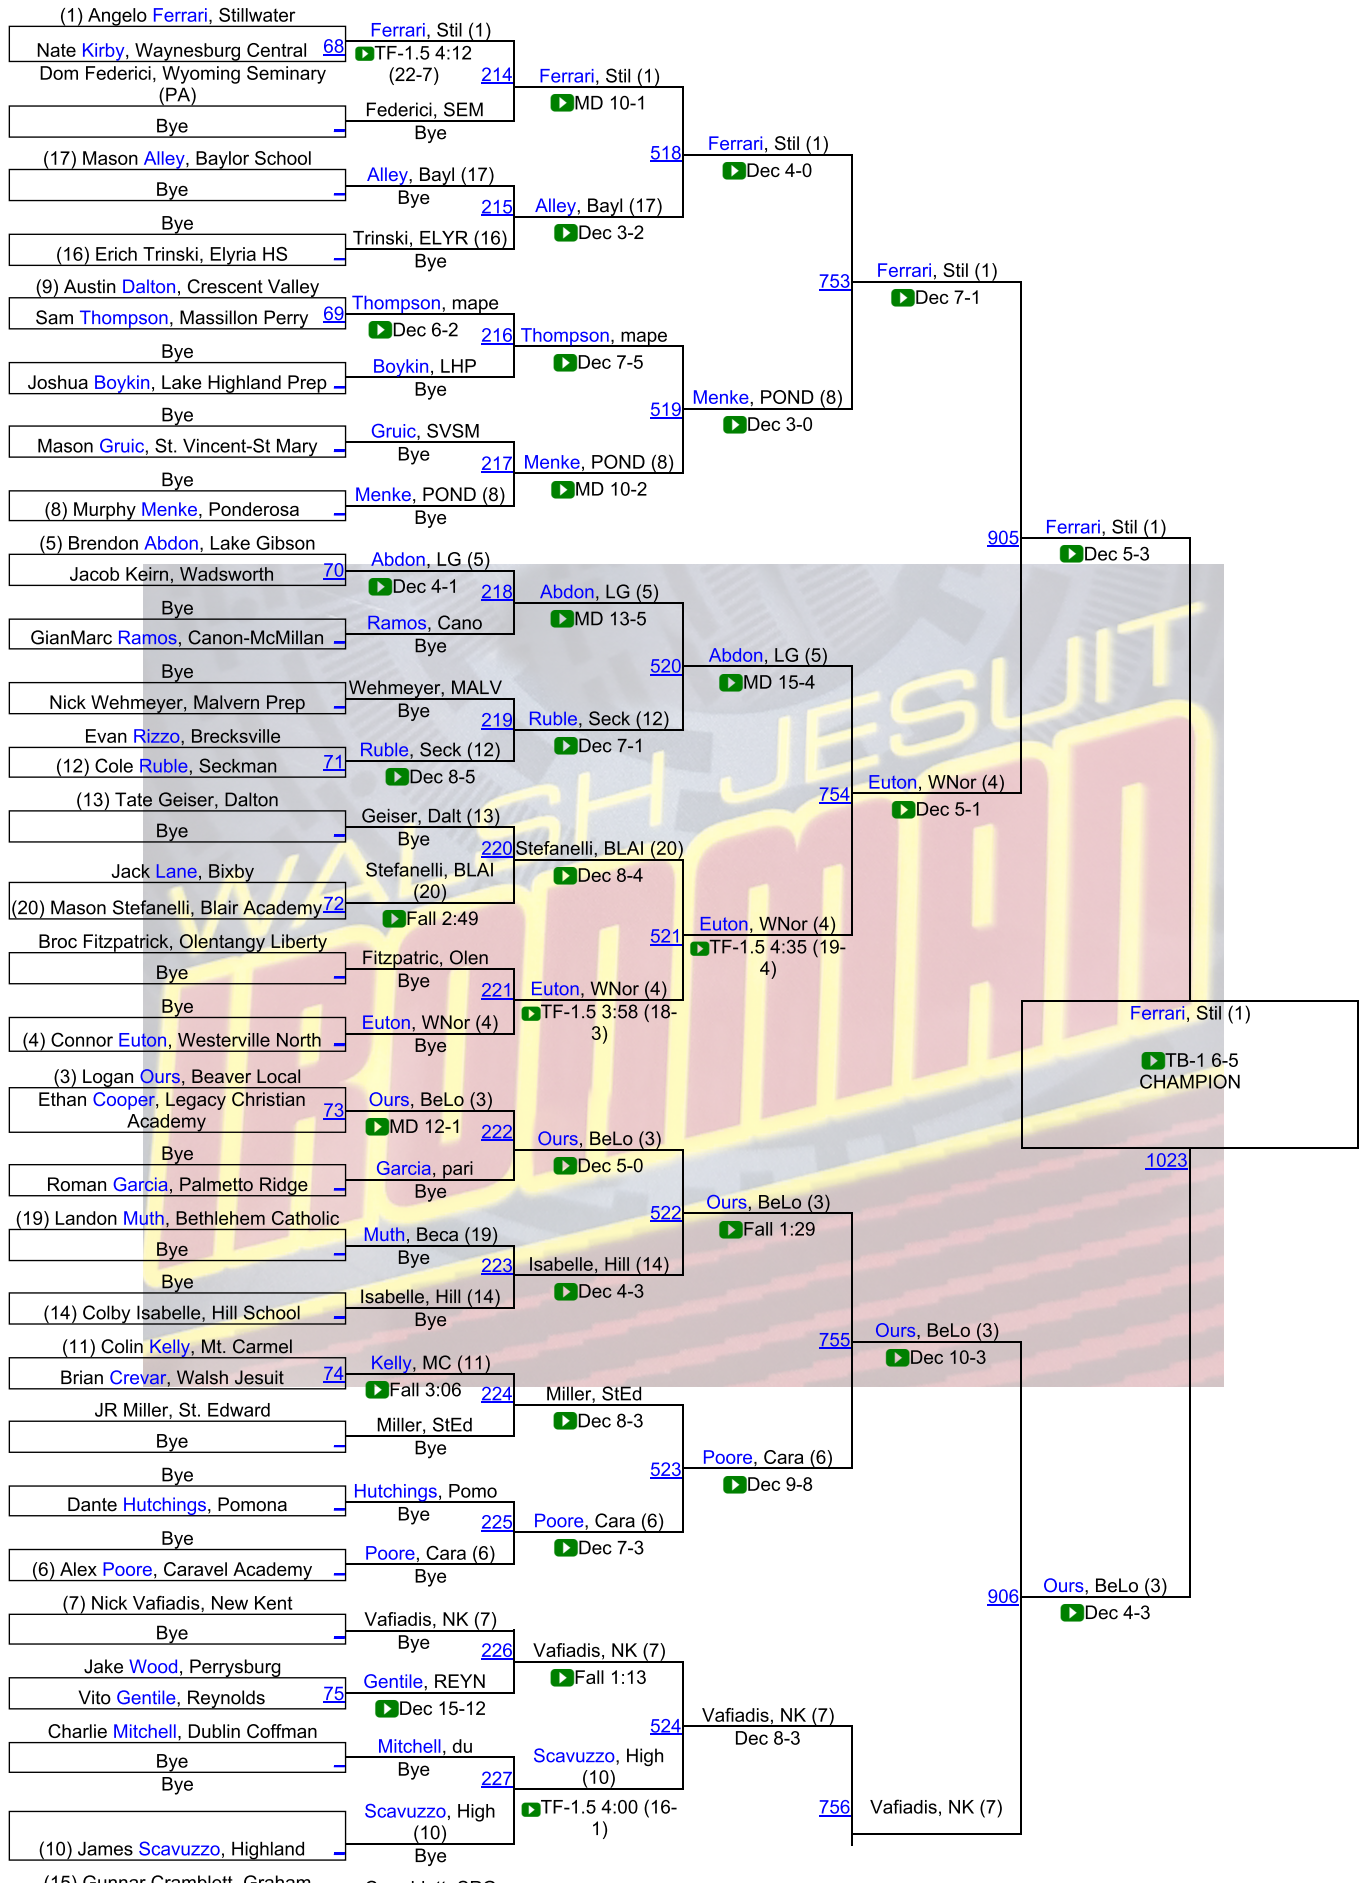 (1) Angelo Ferrari, Stillwater
Nate Kirby, Waynesburg Central 68
Dom Federici, Wyoming Seminary
(PA)
Bye
(17) Mason Alley, Baylor School
Bye
Bye
(16) Erich Trinski, Elyria HS
(9) Austin Dalton, Crescent Valley
Sam Thompson, Massillon Perry 69
Bye
Joshua Boykin, Lake Highland Prep
Bye
Mason Gruic, St. Vincent-St Mary
Bye
(8) Murphy Menke, Ponderosa
(5) Brendon Abdon, Lake Gibson
Jacob Keirn, Wadsworth 70
Bye
GianMarc Ramos, Canon-McMillan
Bye
Nick Wehmeyer, Malvern Prep
Evan Rizzo, Brecksville
(12) Cole Ruble, Seckman 71
(13) Tate Geiser, Dalton
Bye
Jack Lane, Bixby
(20) Mason Stefanelli, Blair Academy 72
Broc Fitzpatrick, Olentangy Liberty
Bye
Bye
(4) Connor Euton, Westerville North
(3) Logan Ours, Beaver Local
Ethan Cooper, Legacy Christian
Academy 73
Bye
Roman Garcia, Palmetto Ridge
(19) Landon Muth, Bethlehem Catholic
Bye
Bye
(14) Colby Isabelle, Hill School
(11) Colin Kelly, Mt. Carmel
Brian Crevar, Walsh Jesuit 74
JR Miller, St. Edward
Bye
Bye
Dante Hutchings, Pomona
Bye
(6) Alex Poore, Caravel Academy
(7) Nick Vafiadis, New Kent
Bye
Jake Wood, Perrysburg
Vito Gentile, Reynolds 75
Charlie Mitchell, Dublin Coffman
Bye
Bye
(10) James Scavuzzo, Highland
(15) Gunnar Cramblett, Graham
Ferrari, Stil (1)
TF-1.5 4:12
(22-7)
214
Federici, SEM
Bye
Alley, Bayl (17)
Bye
215
Trinski, ELYR (16)
Bye
Thompson, mape
Dec 6-2
216
Boykin, LHP
Bye
Gruic, SVSM
Bye
217
Menke, POND (8)
Bye
Abdon, LG (5)
Dec 4-1
218
Ramos, Cano
Bye
Wehmeyer, MALV
Bye
219
Ruble, Seck (12)
Dec 8-5
Geiser, Dalt (13)
Bye
220
Stefanelli, BLAI
(20)
Fall 2:49
Fitzpatric, Olen
Bye
221
Euton, WNor (4)
Bye
Ours, BeLo (3)
MD 12-1
222
Garcia, pari
Bye
Muth, Beca (19)
Bye
223
Isabelle, Hill (14)
Bye
Kelly, MC (11)
Fall 3:06
224
Miller, StEd
Bye
Hutchings, Pomo
Bye
225
Poore, Cara (6)
Bye
Vafiadis, NK (7)
Bye
226
Gentile, REYN
Dec 15-12
Mitchell, du
Bye
227
Scavuzzo, High
(10)
Bye
Ferrari, Stil (1)
MD 10-1
518
Alley, Bayl (17)
Dec 3-2
Thompson, mape
Dec 7-5
519
Menke, POND (8)
MD 10-2
Abdon, LG (5)
MD 13-5
520
Ruble, Seck (12)
Dec 7-1
Stefanelli, BLAI (20)
Dec 8-4
521
Euton, WNor (4)
TF-1.5 3:58 (18-
3)
Ours, BeLo (3)
Dec 5-0
522
Isabelle, Hill (14)
Dec 4-3
Miller, StEd
Dec 8-3
523
Poore, Cara (6)
Dec 7-3
Vafiadis, NK (7)
Fall 1:13
524
Scavuzzo, High
(10)
TF-1.5 4:00 (16-
1)
Ferrari, Stil (1)
Dec 4-0
753
Menke, POND (8)
Dec 3-0
Abdon, LG (5)
MD 15-4
754
Euton, WNor (4)
TF-1.5 4:35 (19-
4)
Ours, BeLo (3)
Fall 1:29
755
Poore, Cara (6)
Dec 9-8
Vafiadis, NK (7)
Dec 8-3
756
Ferrari, Stil (1)
Dec 7-1
905
Euton, WNor (4)
Dec 5-1
Ours, BeLo (3)
Dec 10-3
906
Vafiadis, NK (7)
Ferrari, Stil (1)
Dec 5-3
Ours, BeLo (3)
Dec 4-3
Ferrari, Stil (1)
TB-1 6-5
CHAMPION
1023
WALSH JESUIT
IRONMAN